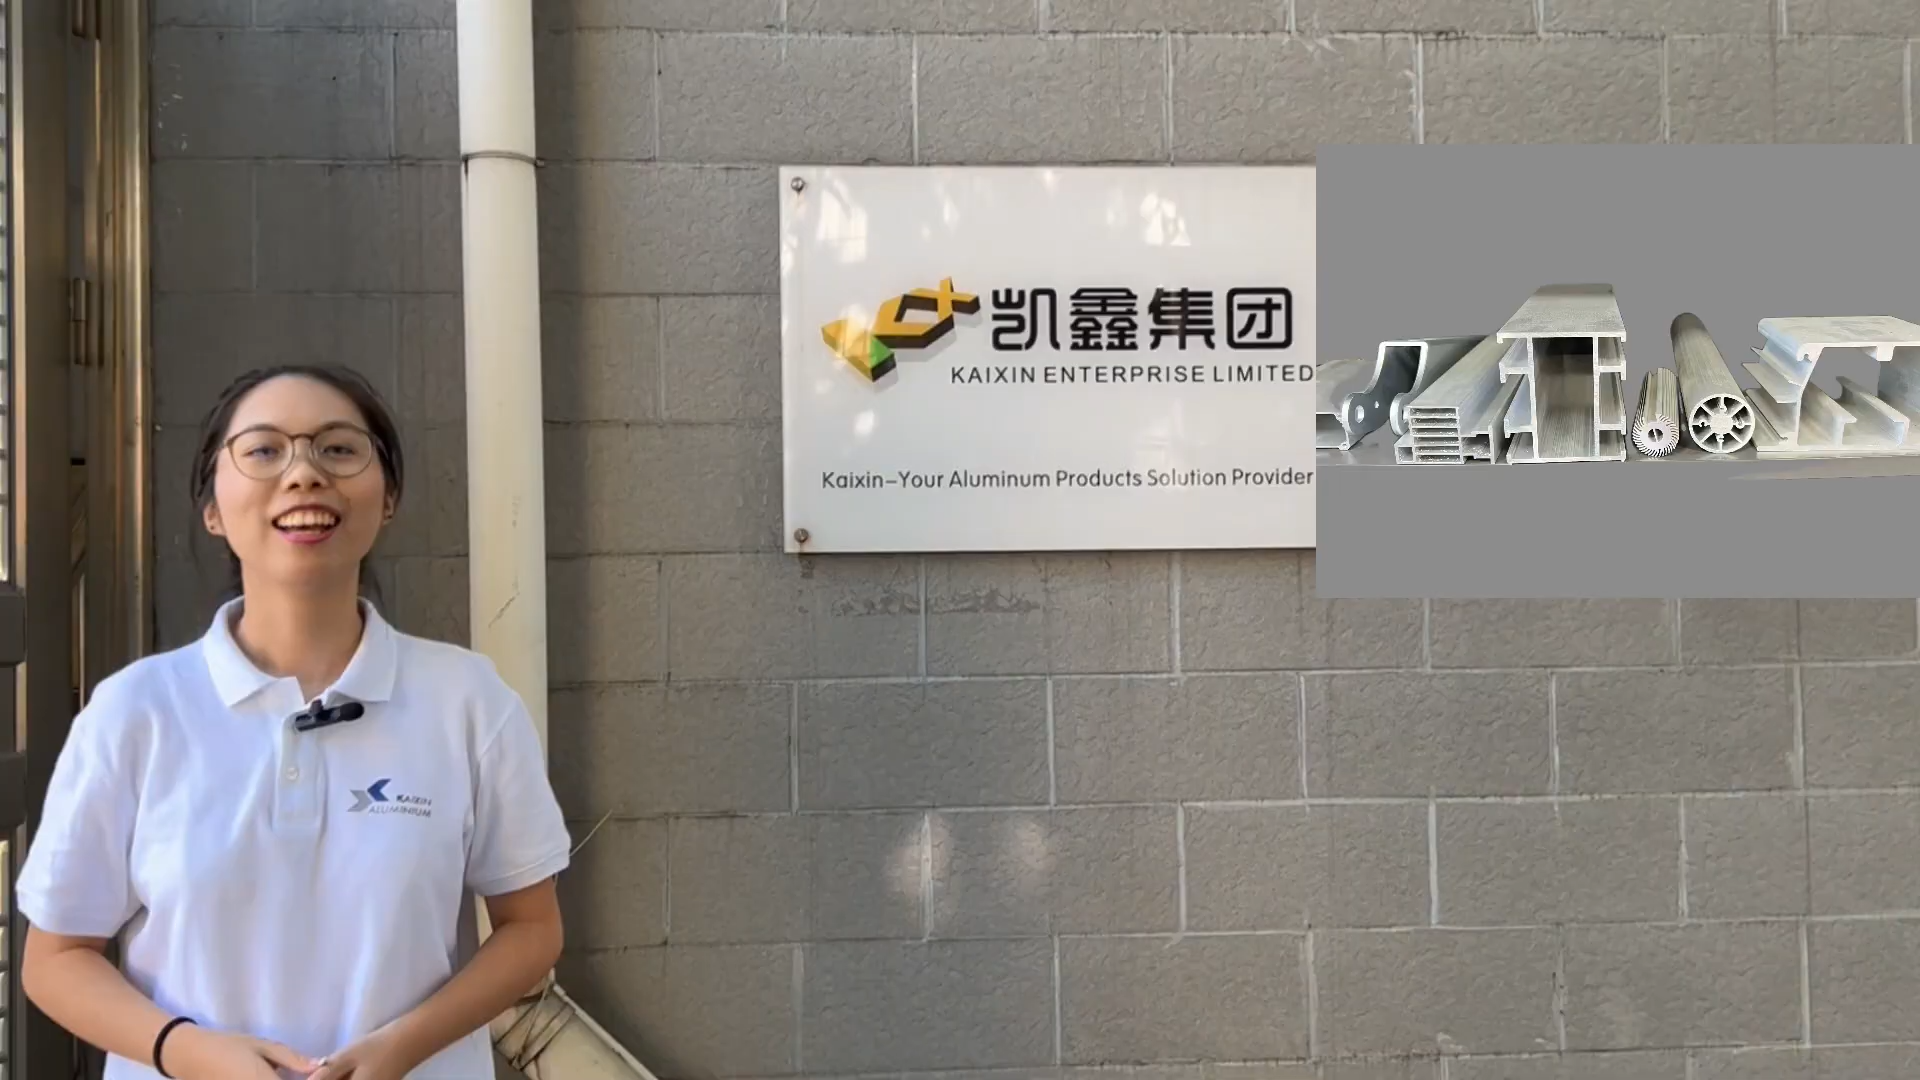 凯鑫集团
KAIXIN ENTERPRISE LIMITED
Kaixin-Your Aluminum Products Solution Provider
KAIXIN
ALUMINIUM